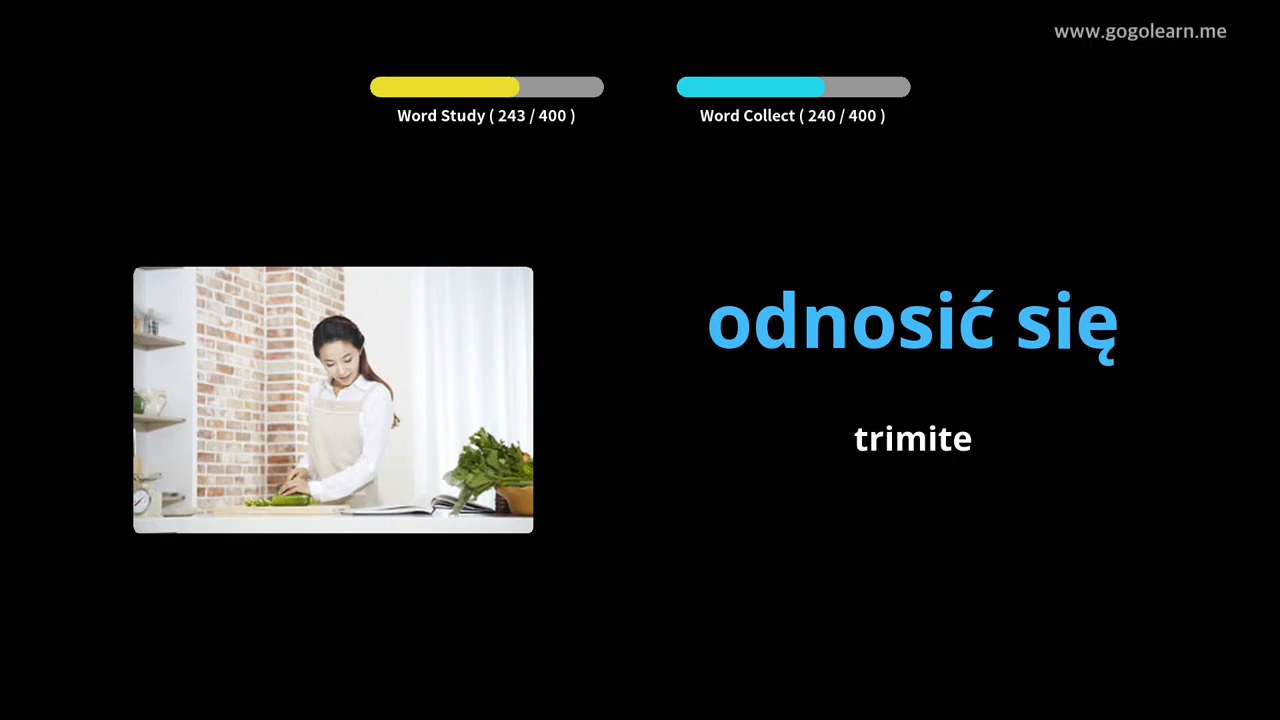 www.gogolearn.me
Word Study ( 243 / 400 )
Word Collect ( 240 / 400 )
odnosić się
trimite